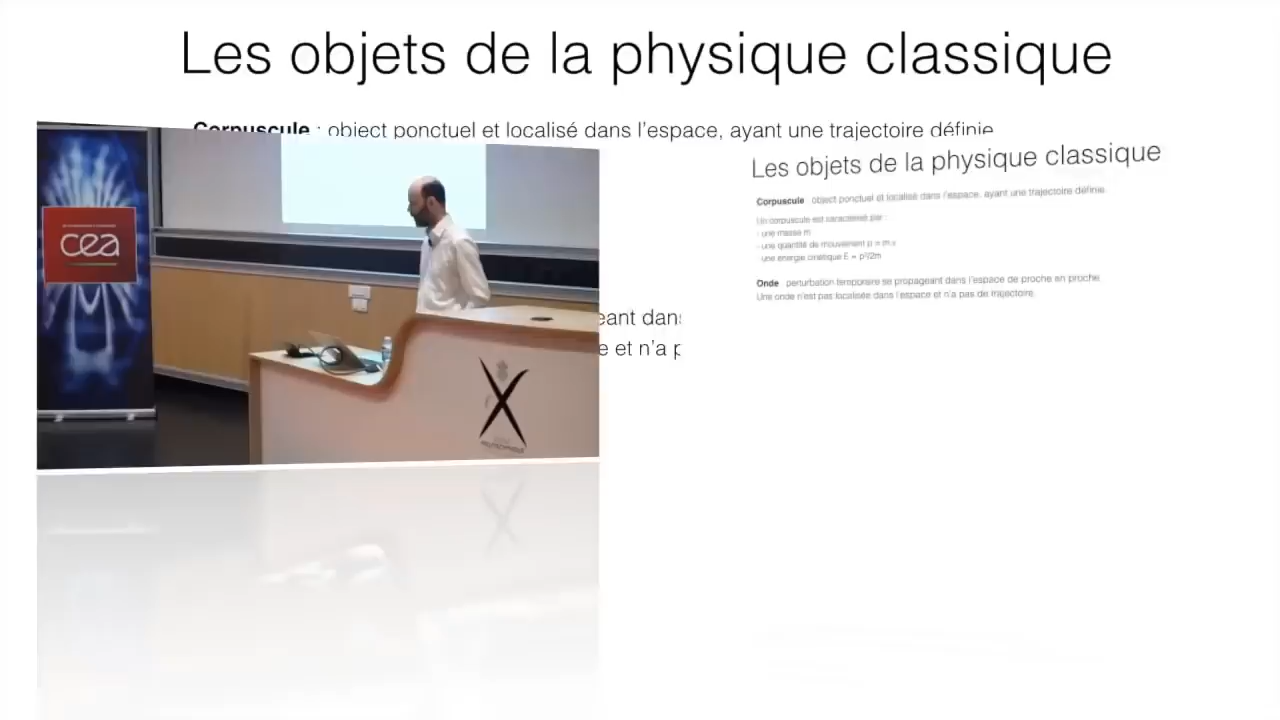 Les objets de la physique classique
Corpuscule : object ponctuel et localisé dans l'espace, ayant une trajectoire définie
cea
eant dans
e et n'a p
X
Les objets de la physique classique
Corpuscule object ponctuel et localisé dans l'espace, ayant une trajectoire définie.
Un corpuscule est caractérisé par :
- une masse m
- une quantité de mouvement p = m.v
- une énergie cinétique E = p²/2m
Onde perturbation temporaire se propageant dans l'espace de proche en proche
Une onde n'est pas localisée dans l'espace et n'a pas de trajectoire.